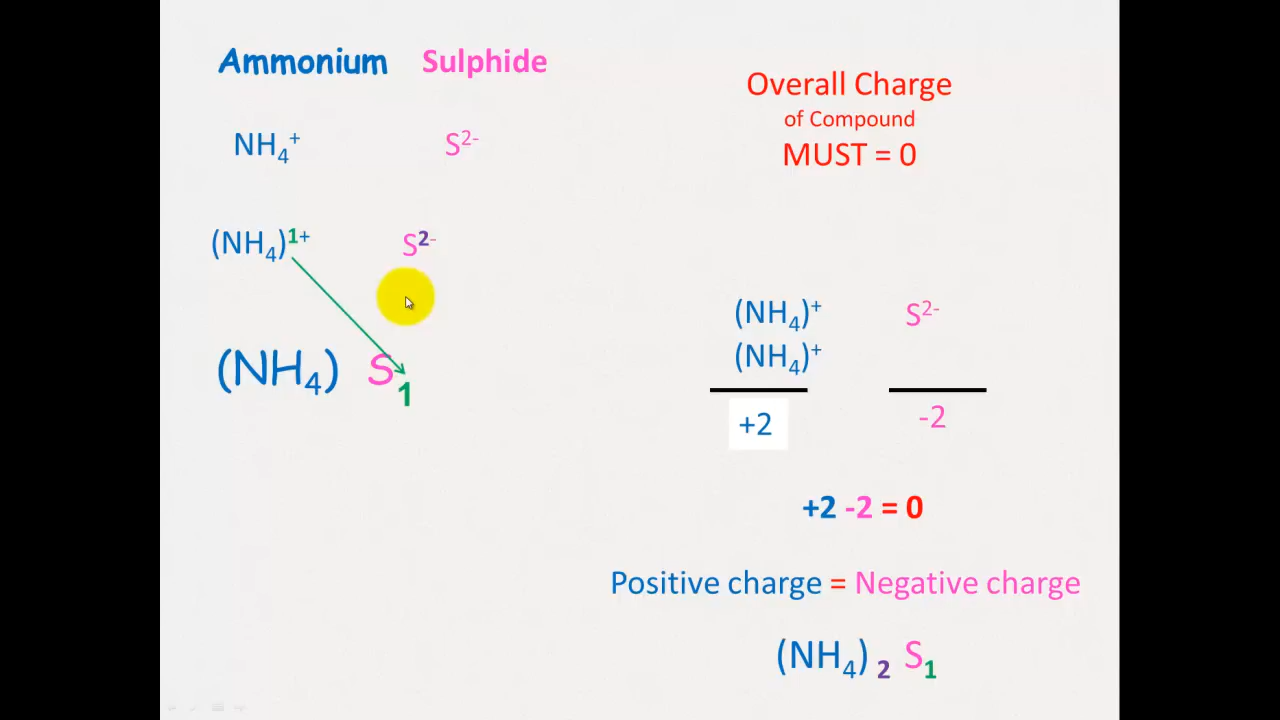 Ammonium Sulphide
NH₄⁺ S²⁻
(NH₄)¹⁺ S²⁻
(NH₄) S₁
Overall Charge
of Compound
MUST = 0
(NH₄)⁺ S²⁻
(NH₄)⁺
+2 -2
+2 -2 = 0
Positive charge = Negative charge
(NH₄)₂ S₁